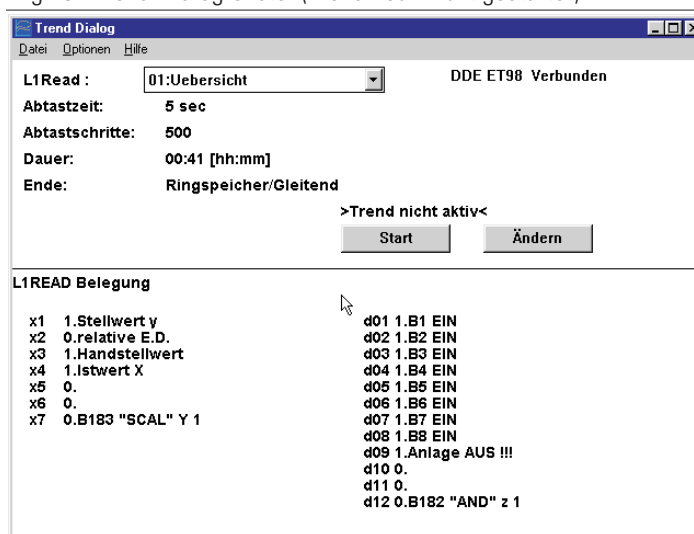 Trend Dialog
Datei Optionen Hilfe
L1Read : 01:Uebersicht DDE ET98 Verbunden
Abtastzeit: 5 sec
Abtastschritte: 500
Dauer: 00:41 [hh:mm]
Ende: Ringspeicher/Gleitend
>Trend nicht aktiv<
Start Ändern
L1READ Belegung
x1 1.Stellwert y
x2 0.relative E.D.
x3 1.Handstellwert
x4 1.Istwert X
x5 0.
x6 0.
x7 0.B183 "SCAL" Y 1
d01 1.B1 EIN
d02 1.B2 EIN
d03 1.B3 EIN
d04 1.B4 EIN
d05 1.B5 EIN
d06 1.B6 EIN
d07 1.B7 EIN
d08 1.B8 EIN
d09 1.Anlage AUS !!!
d10 0.
d11 0.
d12 0.B182 "AND" z 1